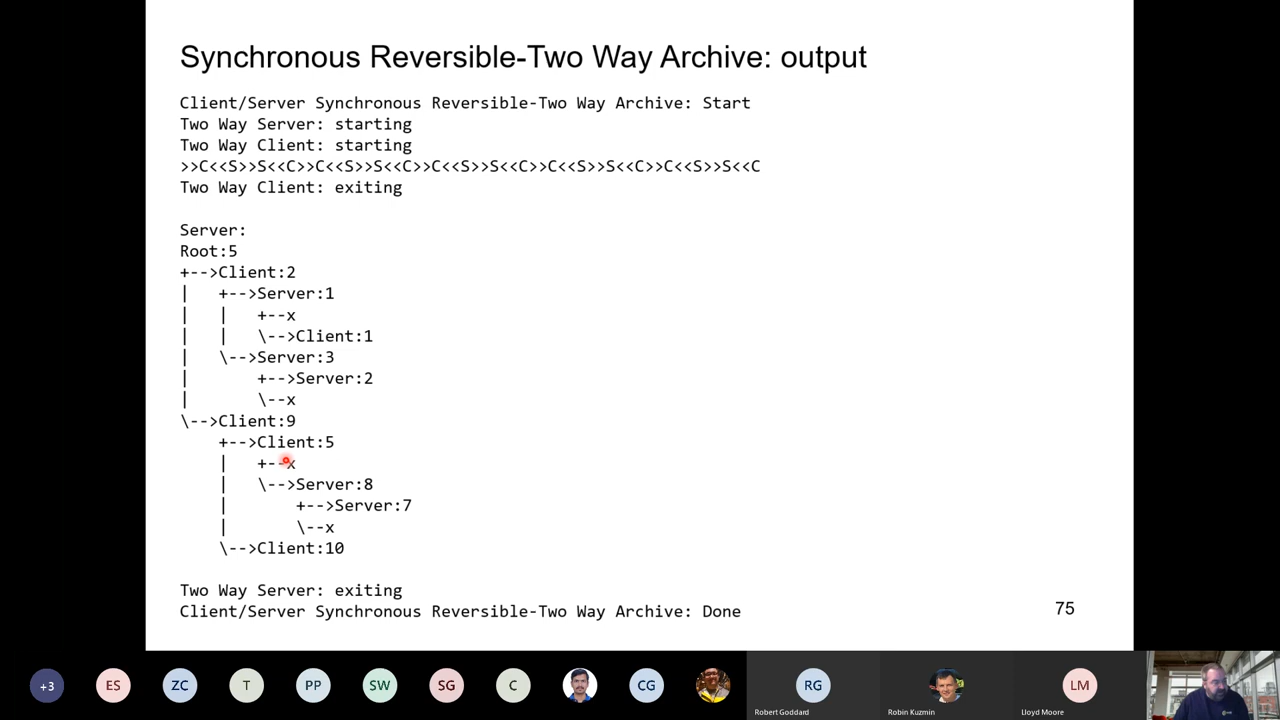 Synchronous Reversible-Two Way Archive: output
Client/Server Synchronous Reversible-Two Way Archive: Start
Two Way Server: starting
Two Way Client: starting
>>C<<S>>S<<C>>C<<S>>S<<C>>C<<S>>S<<C>>C<<S>>S<<C>>C<<S>>S<<C
Two Way Client: exiting
Server:
Root:5
+-->Client:2
|   +-->Server:1
|   |   +--x
|   |   \-->Client:1
|   \-->Server:3
|       +-->Server:2
|       \--x
\-->Client:9
    +-->Client:5
    |   +--x
    |   \-->Server:8
    |       +-->Server:7
    |       \--x
    \-->Client:10
Two Way Server: exiting
Client/Server Synchronous Reversible-Two Way Archive: Done
75
+3 ES ZC T PP SW SG C CG RG LM
Robert Goddard Robin Kuzmin Lloyd Moore